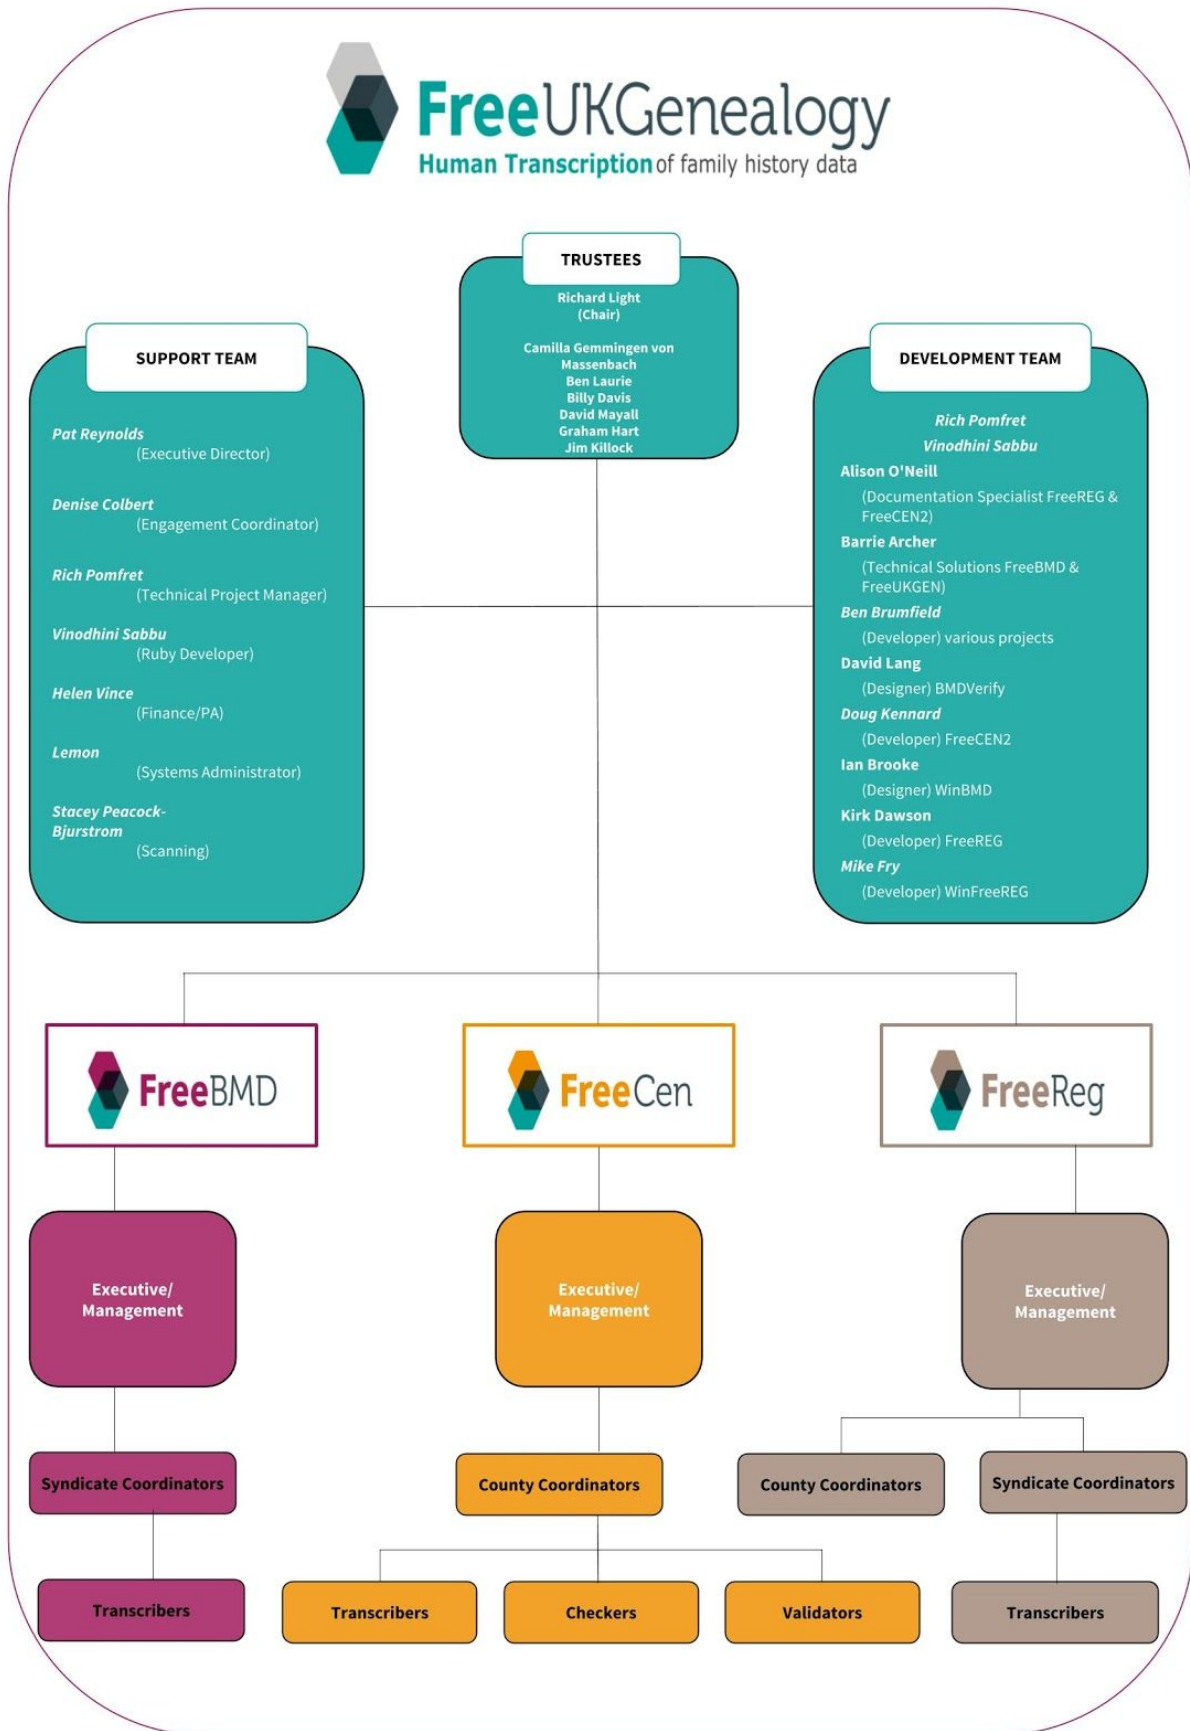 FreeUKGenealogy
Human Transcription of family history data
TRUSTEES
Richard Light
(Chair)
Camilla Gemmingen von
Massenbach
Ben Laurie
Billy Davis
David Mayall
Graham Hart
Jim Killock
SUPPORT TEAM
Pat Reynolds
(Executive Director)
Denise Colbert
(Engagement Coordinator)
Rich Pomfret
(Technical Project Manager)
Vinodhini Sabbu
(Ruby Developer)
Helen Vince
(Finance/PA)
Lemon
(Systems Administrator)
Stacey Peacock-
Bjurstrom
(Scanning)
DEVELOPMENT TEAM
Rich Pomfret
Vinodhini Sabbu
Alison O'Neill
(Documentation Specialist FreeREG &
FreeCEN2)
Barrie Archer
(Technical Solutions FreeBMD &
FreeUKGEN)
Ben Brumfield
(Developer) various projects
David Lang
(Designer) BMDVerify
Doug Kennard
(Developer) FreeCEN2
Ian Brooke
(Designer) WinBMD
Kirk Dawson
(Developer) FreeREG
Mike Fry
(Developer) WinFreeREG
FreeBMD
FreeCen
FreeReg
Executive/
Management
Executive/
Management
Executive/
Management
Syndicate Coordinators
County Coordinators
County Coordinators
Syndicate Coordinators
Transcribers
Transcribers
Checkers
Validators
Transcribers